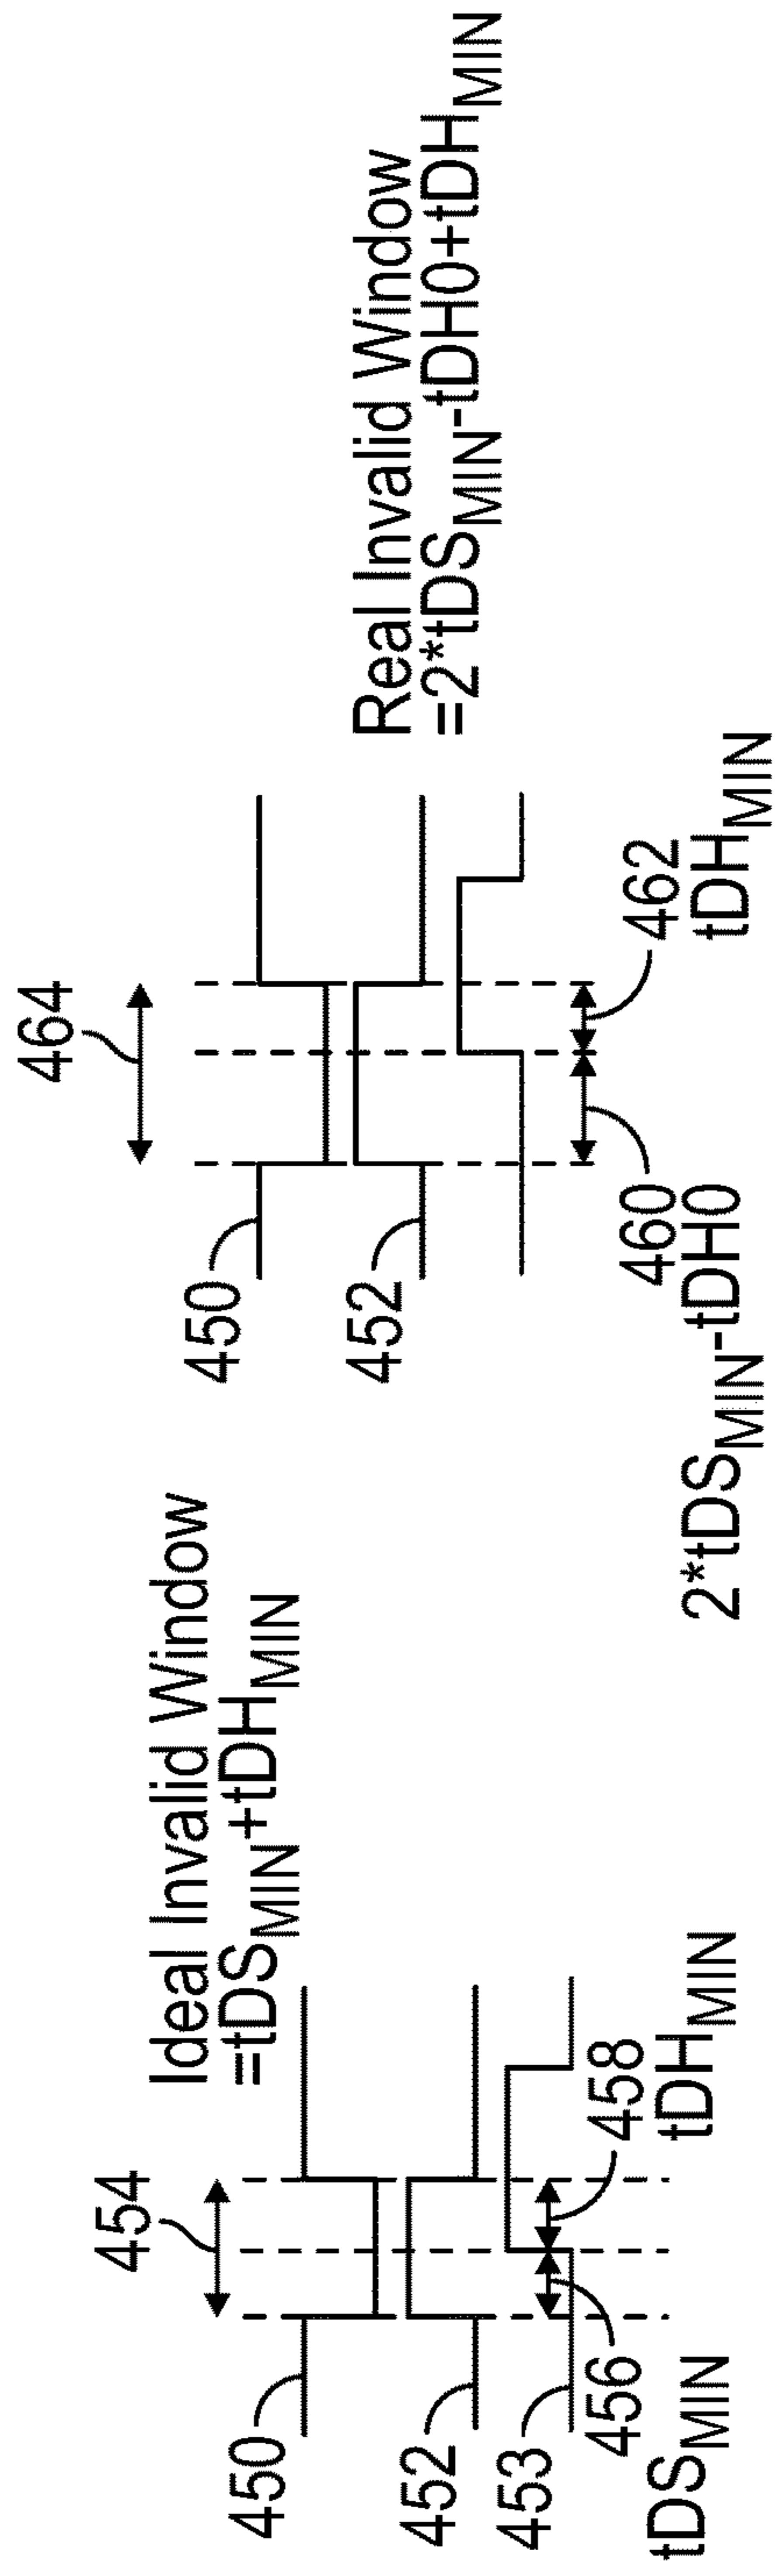 454
Ideal Invalid Window
=tDS_MIN+tDH_MIN
450
452
453
456
tDS_MIN
458
tDH_MIN
464
Real Invalid Window
=2*tDS_MIN-tDH0+tDH_MIN
450
452
460
2*tDS_MIN-tDH0
462
tDH_MIN